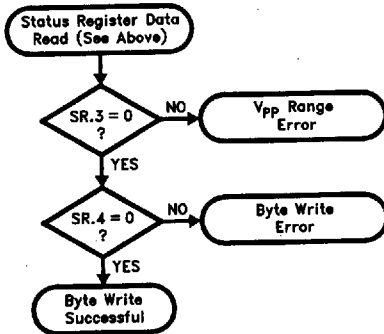 Status Register Data
Read (See Above)
SR.3 = 0
?
NO
VPP Range
Error
YES
SR.4 = 0
?
NO
Byte Write
Error
YES
Byte Write
Successful